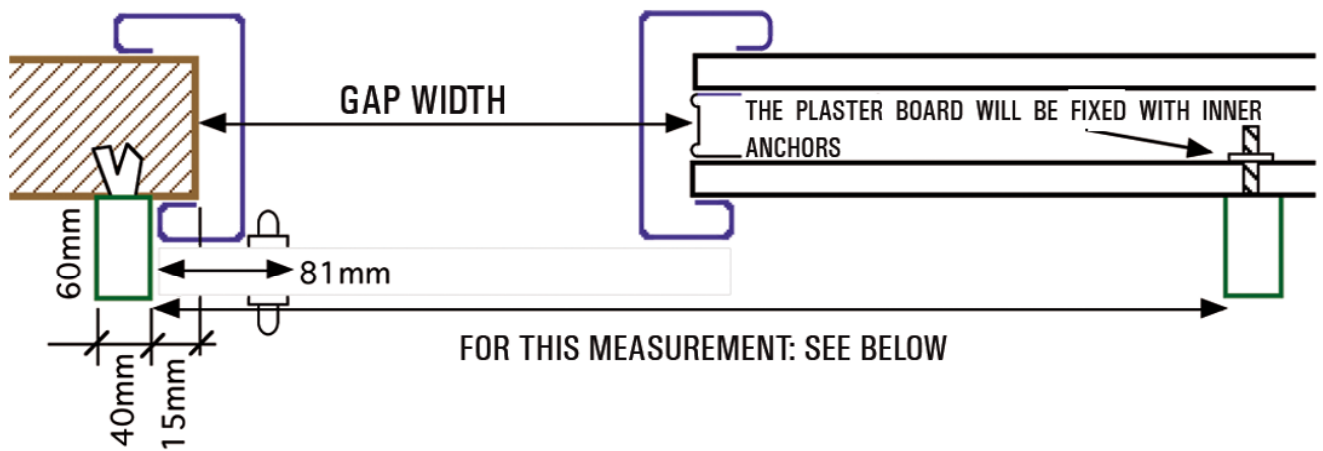 GAP WIDTH
THE PLASTER BOARD WILL BE FIXED WITH INNER
ANCHORS
60mm
81mm
FOR THIS MEASUREMENT: SEE BELOW
40mm
15mm